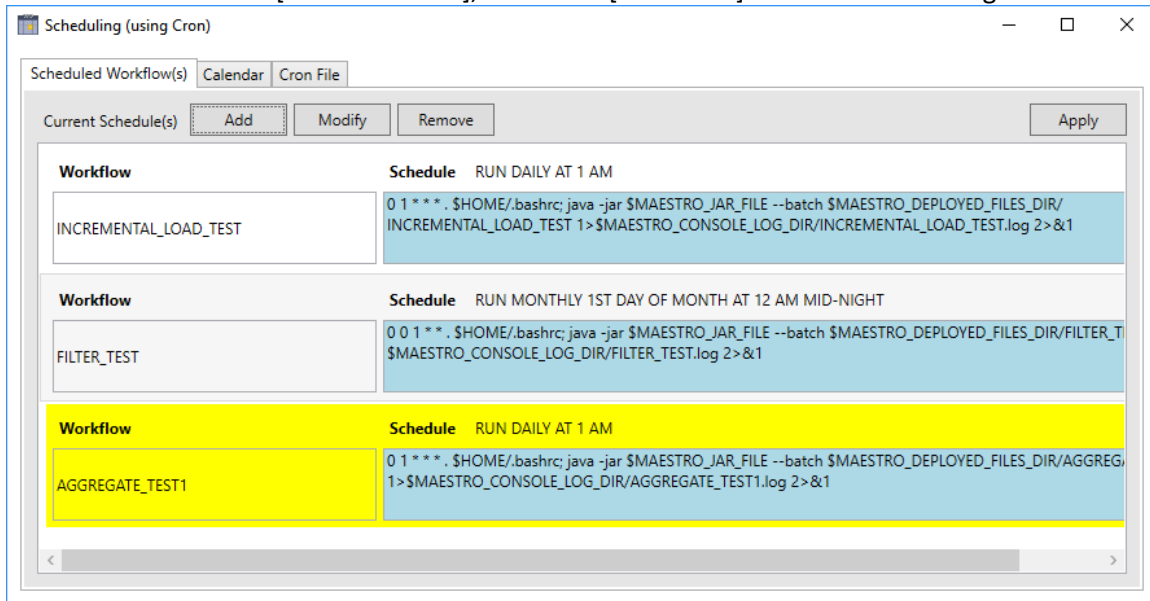 Scheduling (using Cron)
Scheduled Workflow(s) Calendar Cron File
Current Schedule(s) Add Modify Remove Apply
Workflow Schedule RUN DAILY AT 1 AM
INCREMENTAL_LOAD_TEST
0 1 * * * . $HOME/.bashrc; java -jar $MAESTRO_JAR_FILE --batch $MAESTRO_DEPLOYED_FILES_DIR/
INCREMENTAL_LOAD_TEST 1>$MAESTRO_CONSOLE_LOG_DIR/INCREMENTAL_LOAD_TEST.log 2>&1
Workflow Schedule RUN MONTHLY 1ST DAY OF MONTH AT 12 AM MID-NIGHT
FILTER_TEST
0 0 1 * * . $HOME/.bashrc; java -jar $MAESTRO_JAR_FILE --batch $MAESTRO_DEPLOYED_FILES_DIR/FILTER_T
$MAESTRO_CONSOLE_LOG_DIR/FILTER_TEST.log 2>&1
Workflow Schedule RUN DAILY AT 1 AM
AGGREGATE_TEST1
0 1 * * * . $HOME/.bashrc; java -jar $MAESTRO_JAR_FILE --batch $MAESTRO_DEPLOYED_FILES_DIR/AGGREG
1>$MAESTRO_CONSOLE_LOG_DIR/AGGREGATE_TEST1.log 2>&1